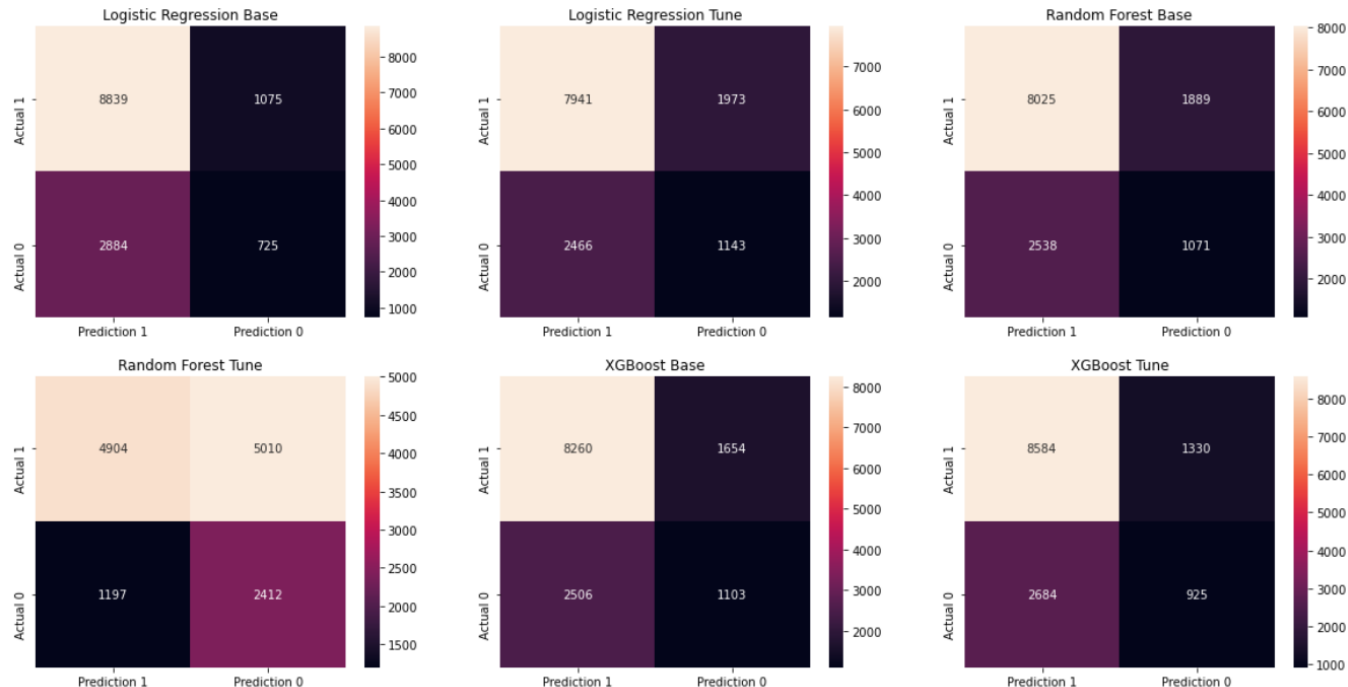 Logistic Regression Base
Actual 1
Actual 0
8839
1075
2884
725
Prediction 1
Prediction 0
8000
7000
6000
5000
4000
3000
2000
1000
Logistic Regression Tune
Actual 1
Actual 0
7941
1973
2466
1143
Prediction 1
Prediction 0
7000
6000
5000
4000
3000
2000
Random Forest Base
Actual 1
Actual 0
8025
1889
2538
1071
Prediction 1
Prediction 0
8000
7000
6000
5000
4000
3000
2000
Random Forest Tune
Actual 1
Actual 0
4904
5010
1197
2412
Prediction 1
Prediction 0
5000
4500
4000
3500
3000
2500
2000
1500
XGBoost Base
Actual 1
Actual 0
8260
1654
2506
1103
Prediction 1
Prediction 0
8000
7000
6000
5000
4000
3000
2000
XGBoost Tune
Actual 1
Actual 0
8584
1330
2684
925
Prediction 1
Prediction 0
8000
7000
6000
5000
4000
3000
2000
1000